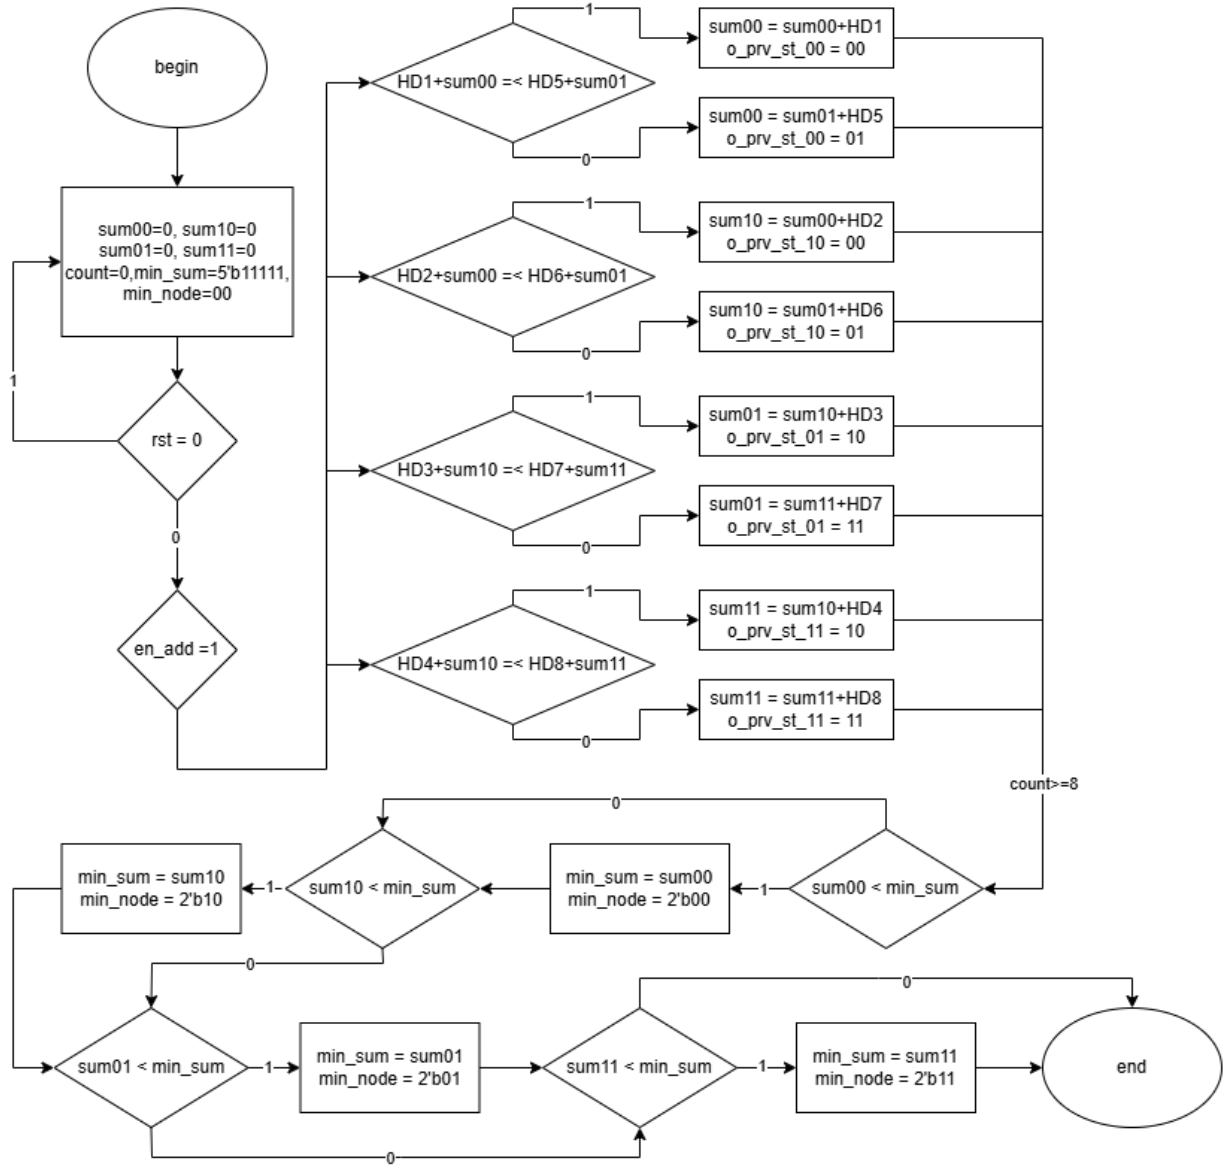 begin
sum00=0, sum10=0
sum01=0, sum11=0
count=0,min_sum=5'b11111,
min_node=00
1
rst = 0
0
en_add =1
1
HD1+sum00 =< HD5+sum01
0
sum00 = sum00+HD1
o_prv_st_00 = 00
sum00 = sum01+HD5
o_prv_st_00 = 01
1
HD2+sum00 =< HD6+sum01
0
sum10 = sum00+HD2
o_prv_st_10 = 00
sum10 = sum01+HD6
o_prv_st_10 = 01
1
HD3+sum10 =< HD7+sum11
0
sum01 = sum10+HD3
o_prv_st_01 = 10
sum01 = sum11+HD7
o_prv_st_01 = 11
1
HD4+sum10 =< HD8+sum11
0
sum11 = sum10+HD4
o_prv_st_11 = 10
sum11 = sum11+HD8
o_prv_st_11 = 11
count>=8
0
sum00 < min_sum
1
min_sum = sum00
min_node = 2'b00
sum10 < min_sum
1
min_sum = sum10
min_node = 2'b10
0
sum01 < min_sum
1
min_sum = sum01
min_node = 2'b01
0
sum11 < min_sum
0
1
min_sum = sum11
min_node = 2'b11
end